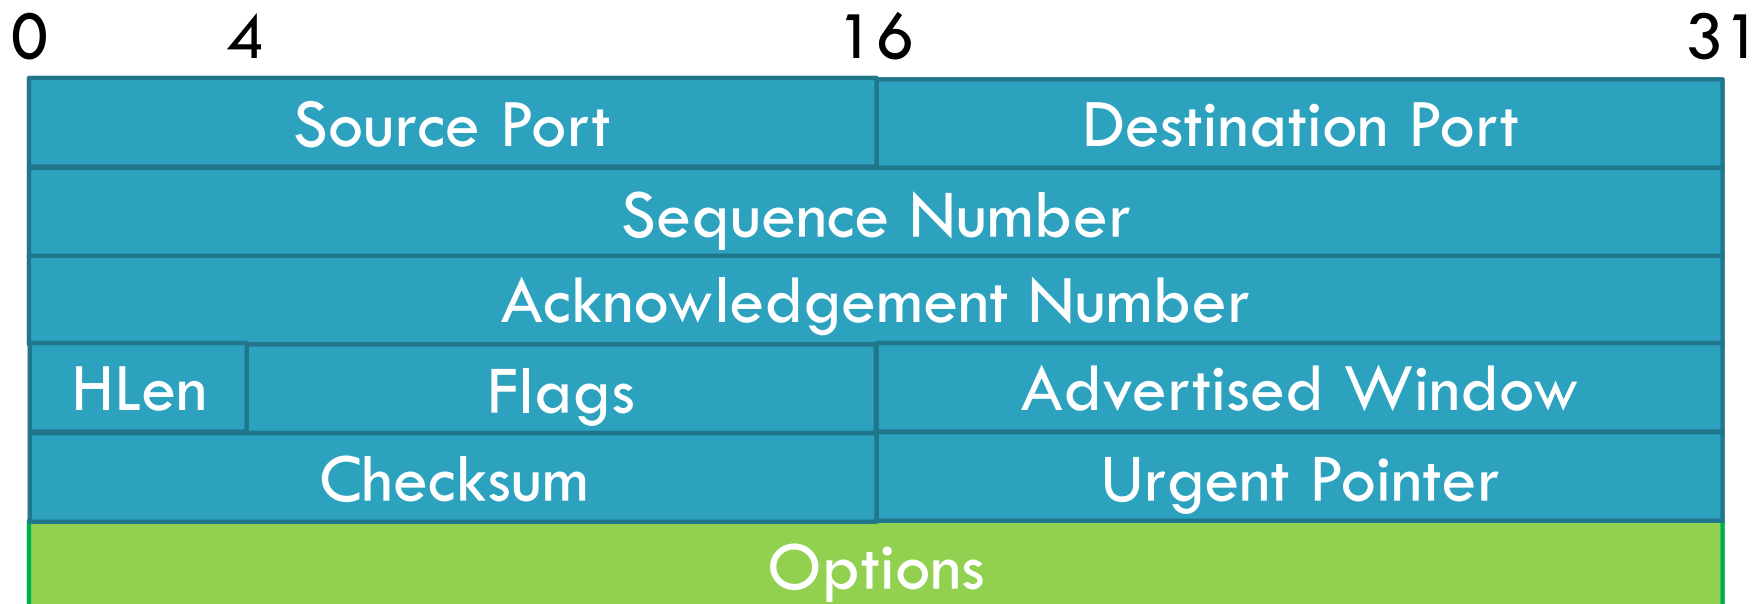 0 4 16 31
Source Port Destination Port
Sequence Number
Acknowledgement Number
HLen Flags Advertised Window
Checksum Urgent Pointer
Options